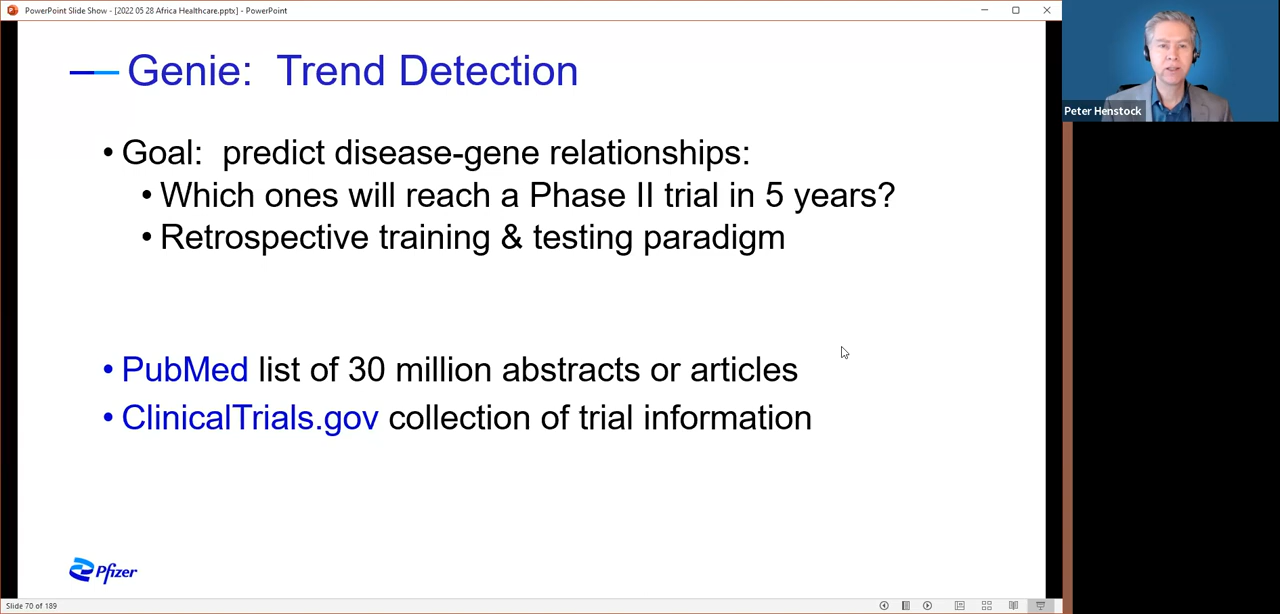 PowerPoint Slide Show - [2022 05 28 Africa Healthcare.pptx] - PowerPoint
Genie: Trend Detection
• Goal: predict disease-gene relationships:
• Which ones will reach a Phase II trial in 5 years?
• Retrospective training & testing paradigm
• PubMed list of 30 million abstracts or articles
• ClinicalTrials.gov collection of trial information
Pfizer
Slide 70 of 189
Peter Henstock